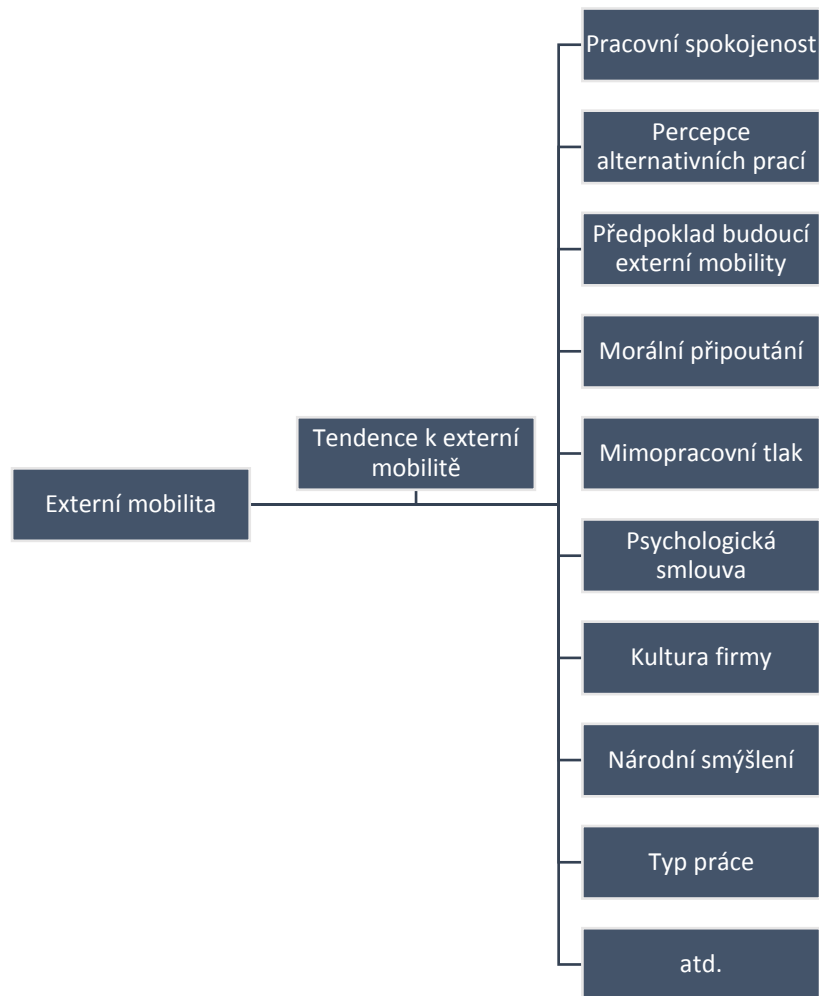 Externí mobilita
Tendence k externí
mobilitě
Pracovní spokojenost
Percepce
alternativních prací
Předpoklad budoucí
externí mobility
Morální připoutání
Mimopracovní tlak
Psychologická
smlouva
Kultura firmy
Národní smýšlení
Typ práce
atd.